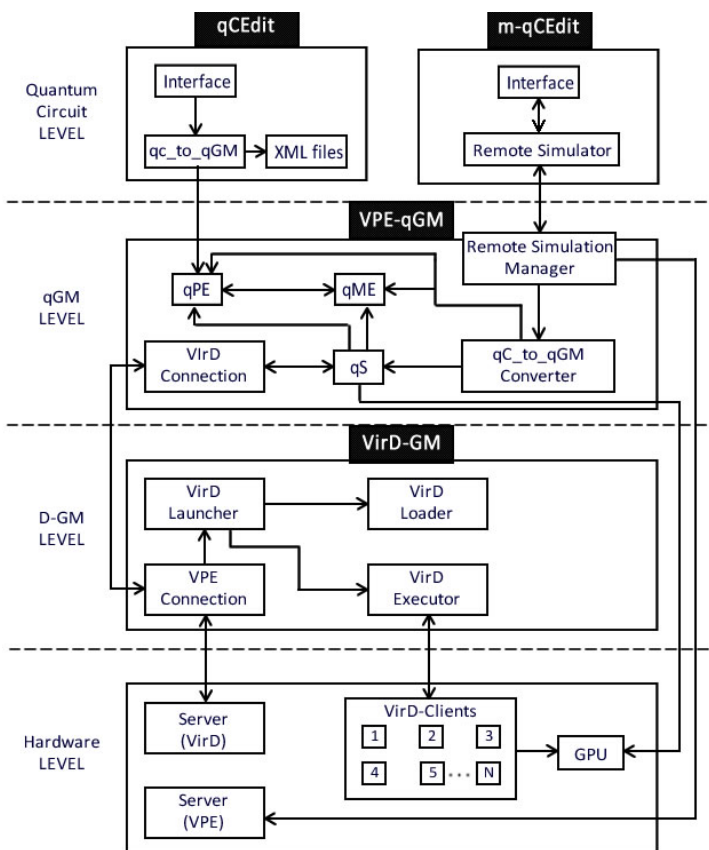 qCEdit
m-qCEdit
Quantum
Circuit
LEVEL
Interface
qc_to_qGM
XML files
Interface
Remote Simulator
VPE-qGM
qGM
LEVEL
Remote Simulation
Manager
qPE
qME
VIrD
Connection
qS
qC_to_qGM
Converter
VirD-GM
D-GM
LEVEL
VirD
Launcher
VirD
Loader
VPE
Connection
VirD
Executor
Hardware
LEVEL
Server
(VirD)
VirD-Clients
1 2 3
4 5 ... N
GPU
Server
(VPE)